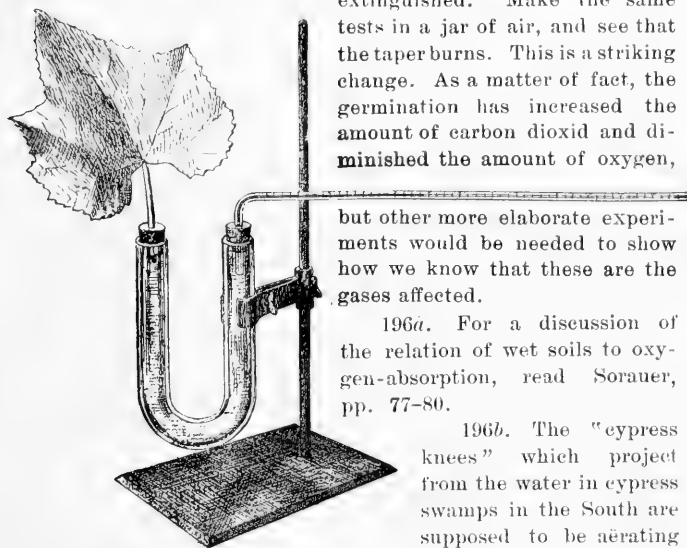 extinguished. Make the same
tests in a jar of air, and see that
the taper burns. This is a striking
change. As a matter of fact, the
germination has increased the
amount of carbon dioxid and di-
minished the amount of oxygen,
but other more elaborate experi-
ments would be needed to show
how we know that these are the
gases affected.
196a. For a discussion of
the relation of wet soils to oxy-
gen-absorption, read Sorauer,
pp. 77–80.
196b. The "cypress
knees" which project
from the water in cypress
swamps in the South are
supposed to be aërating